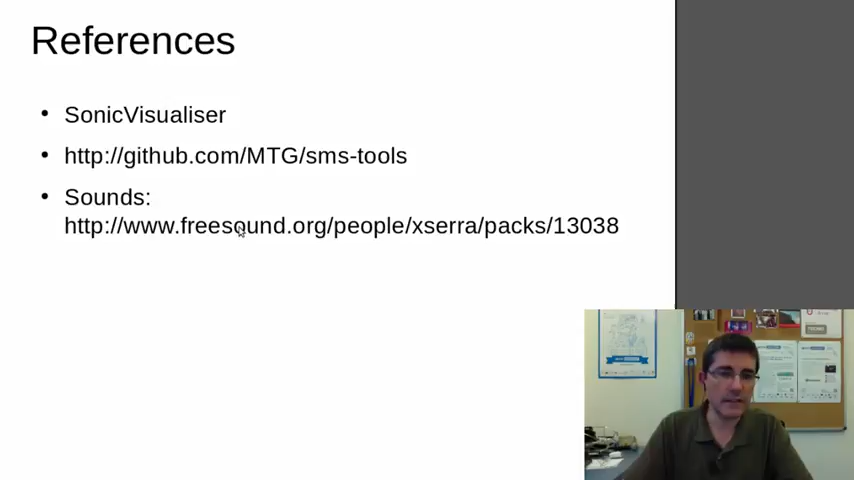 References
• SonicVisualiser
• http://github.com/MTG/sms-tools
• Sounds:
http://www.freesound.org/people/xserra/packs/13038